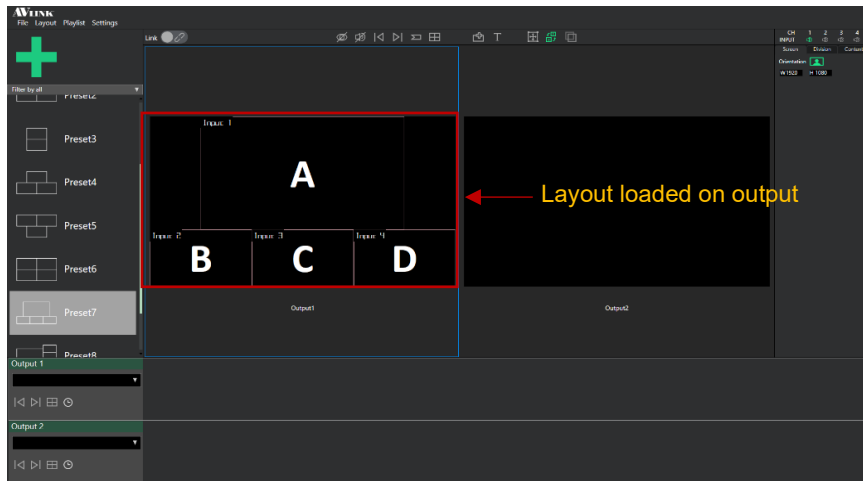 AVLINK
File Layout Playlist Settings
Link
T
CH 1 2 3 4
INPUT
Screen Division Content
Orientation
W 1920 H 1080
Filter by all
Preset2
Preset3
Preset4
Preset5
Preset6
Preset7
Preset8
Input 1
A
Input 2 Input 3 Input 4
B C D
Layout loaded on output
Output1 Output2
Output 1
Output 2